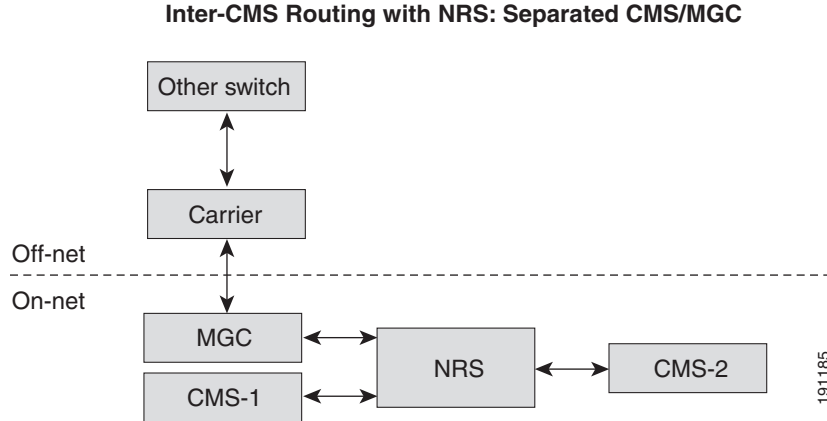 Inter-CMS Routing with NRS: Separated CMS/MGC
Other switch
Carrier
Off-net
On-net
MGC
NRS
CMS-2
CMS-1
191185